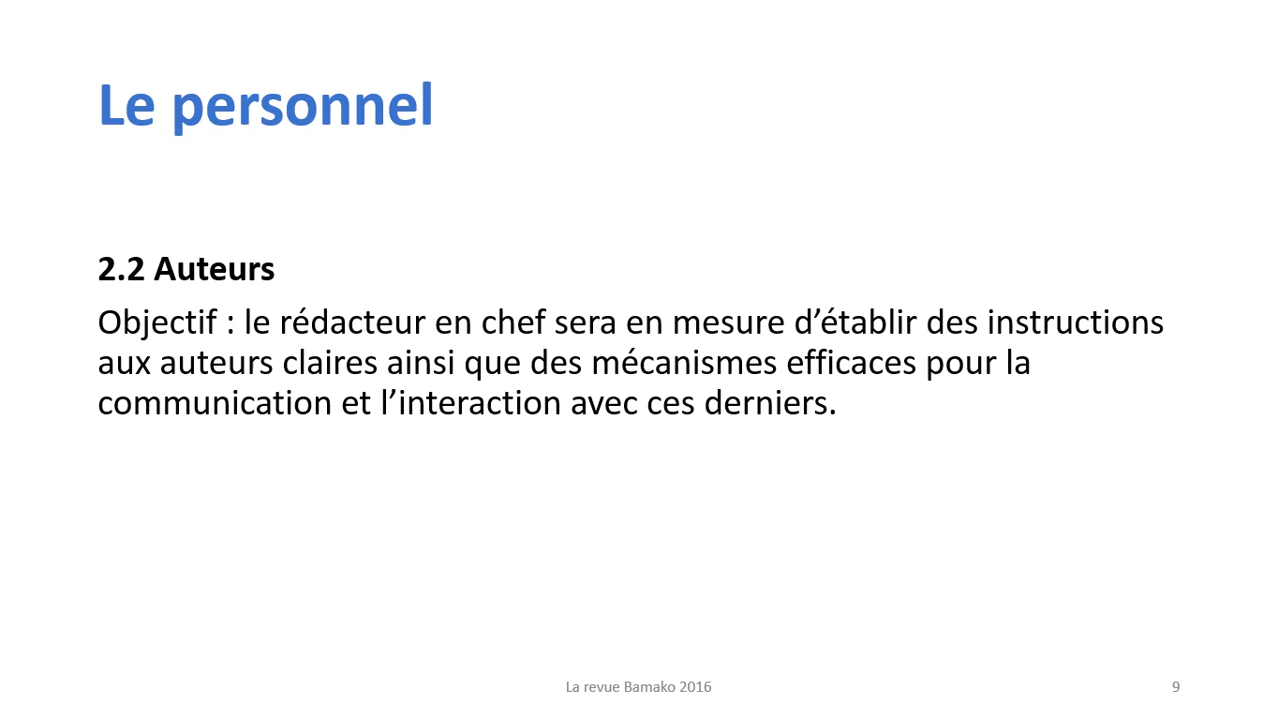 Le personnel
2.2 Auteurs
Objectif : le rédacteur en chef sera en mesure d’établir des instructions
aux auteurs claires ainsi que des mécanismes efficaces pour la
communication et l’interaction avec ces derniers.
La revue Bamako 2016
9